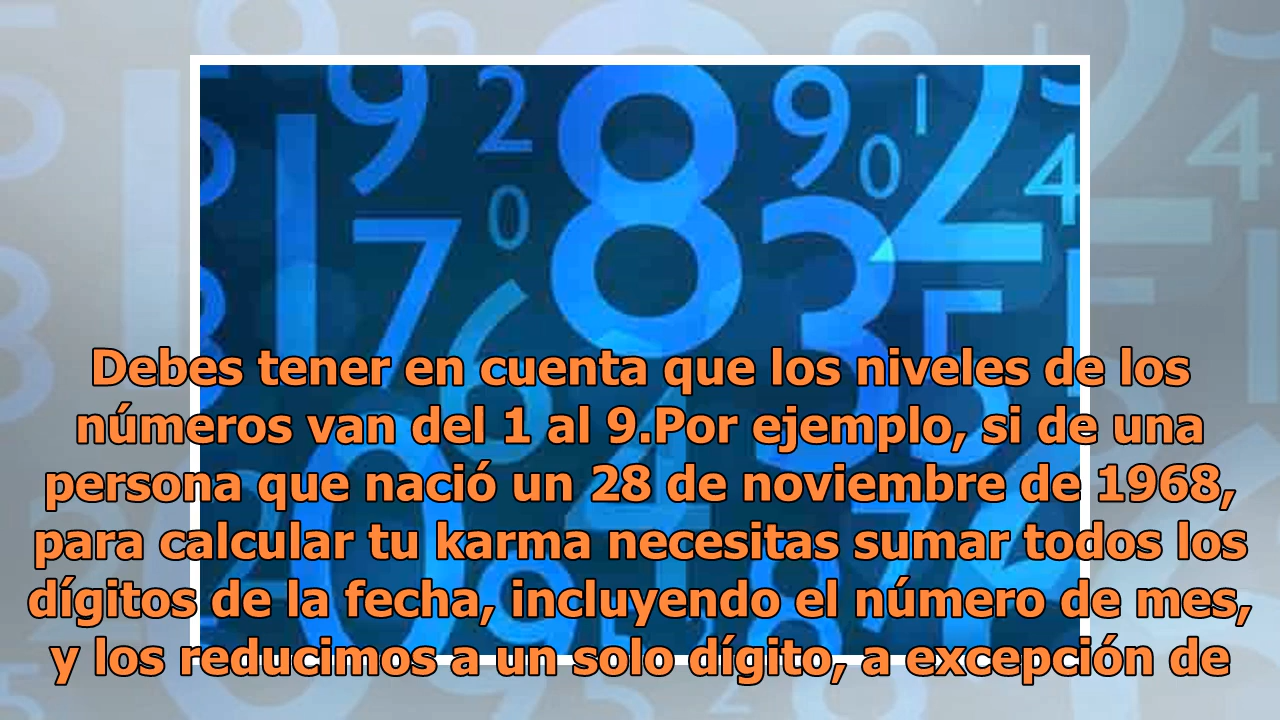 Debes tener en cuenta que los niveles de los
números van del 1 al 9.Por ejemplo, si de una
persona que nació un 28 de noviembre de 1968,
para calcular tu karma necesitas sumar todos los
dígitos de la fecha, incluyendo el número de mes,
y los reducimos a un solo dígito, a excepción de